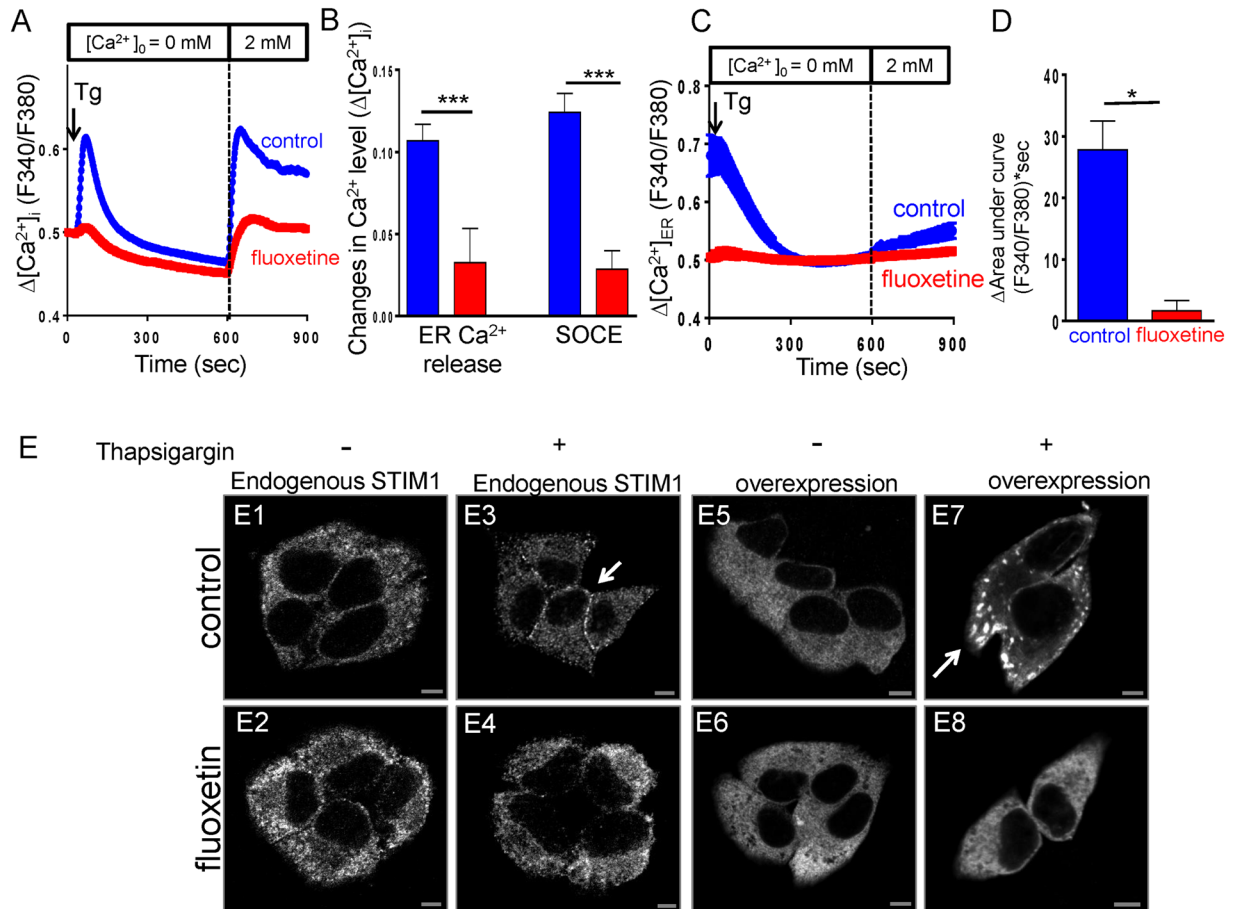 A
[Ca²⁺]₀ = 0 mM
2 mM
Tg
control
fluoxetine
Δ[Ca²⁺]ᵢ (F340/F380)
0.6
0.5
0.4
0
300
600
900
Time (sec)
B
Changes in Ca²⁺ level (Δ[Ca²⁺]ᵢ)
0.15
0.10
0.05
0.00
***
***
ER Ca²⁺
release
SOCE
C
[Ca²⁺]₀ = 0 mM
2 mM
Tg
control
fluoxetine
Δ[Ca²⁺]ER (F340/F380)
0.8
0.7
0.6
0.5
0.4
0
300
600
900
Time (sec)
D
ΔArea under curve
(F340/F380)*sec
40
30
20
10
0
*
control
fluoxetine
E
Thapsigargin
-
+
-
+
Endogenous STIM1
Endogenous STIM1
overexpression
overexpression
control
E1
E3
E5
E7
fluoxetin
E2
E4
E6
E8